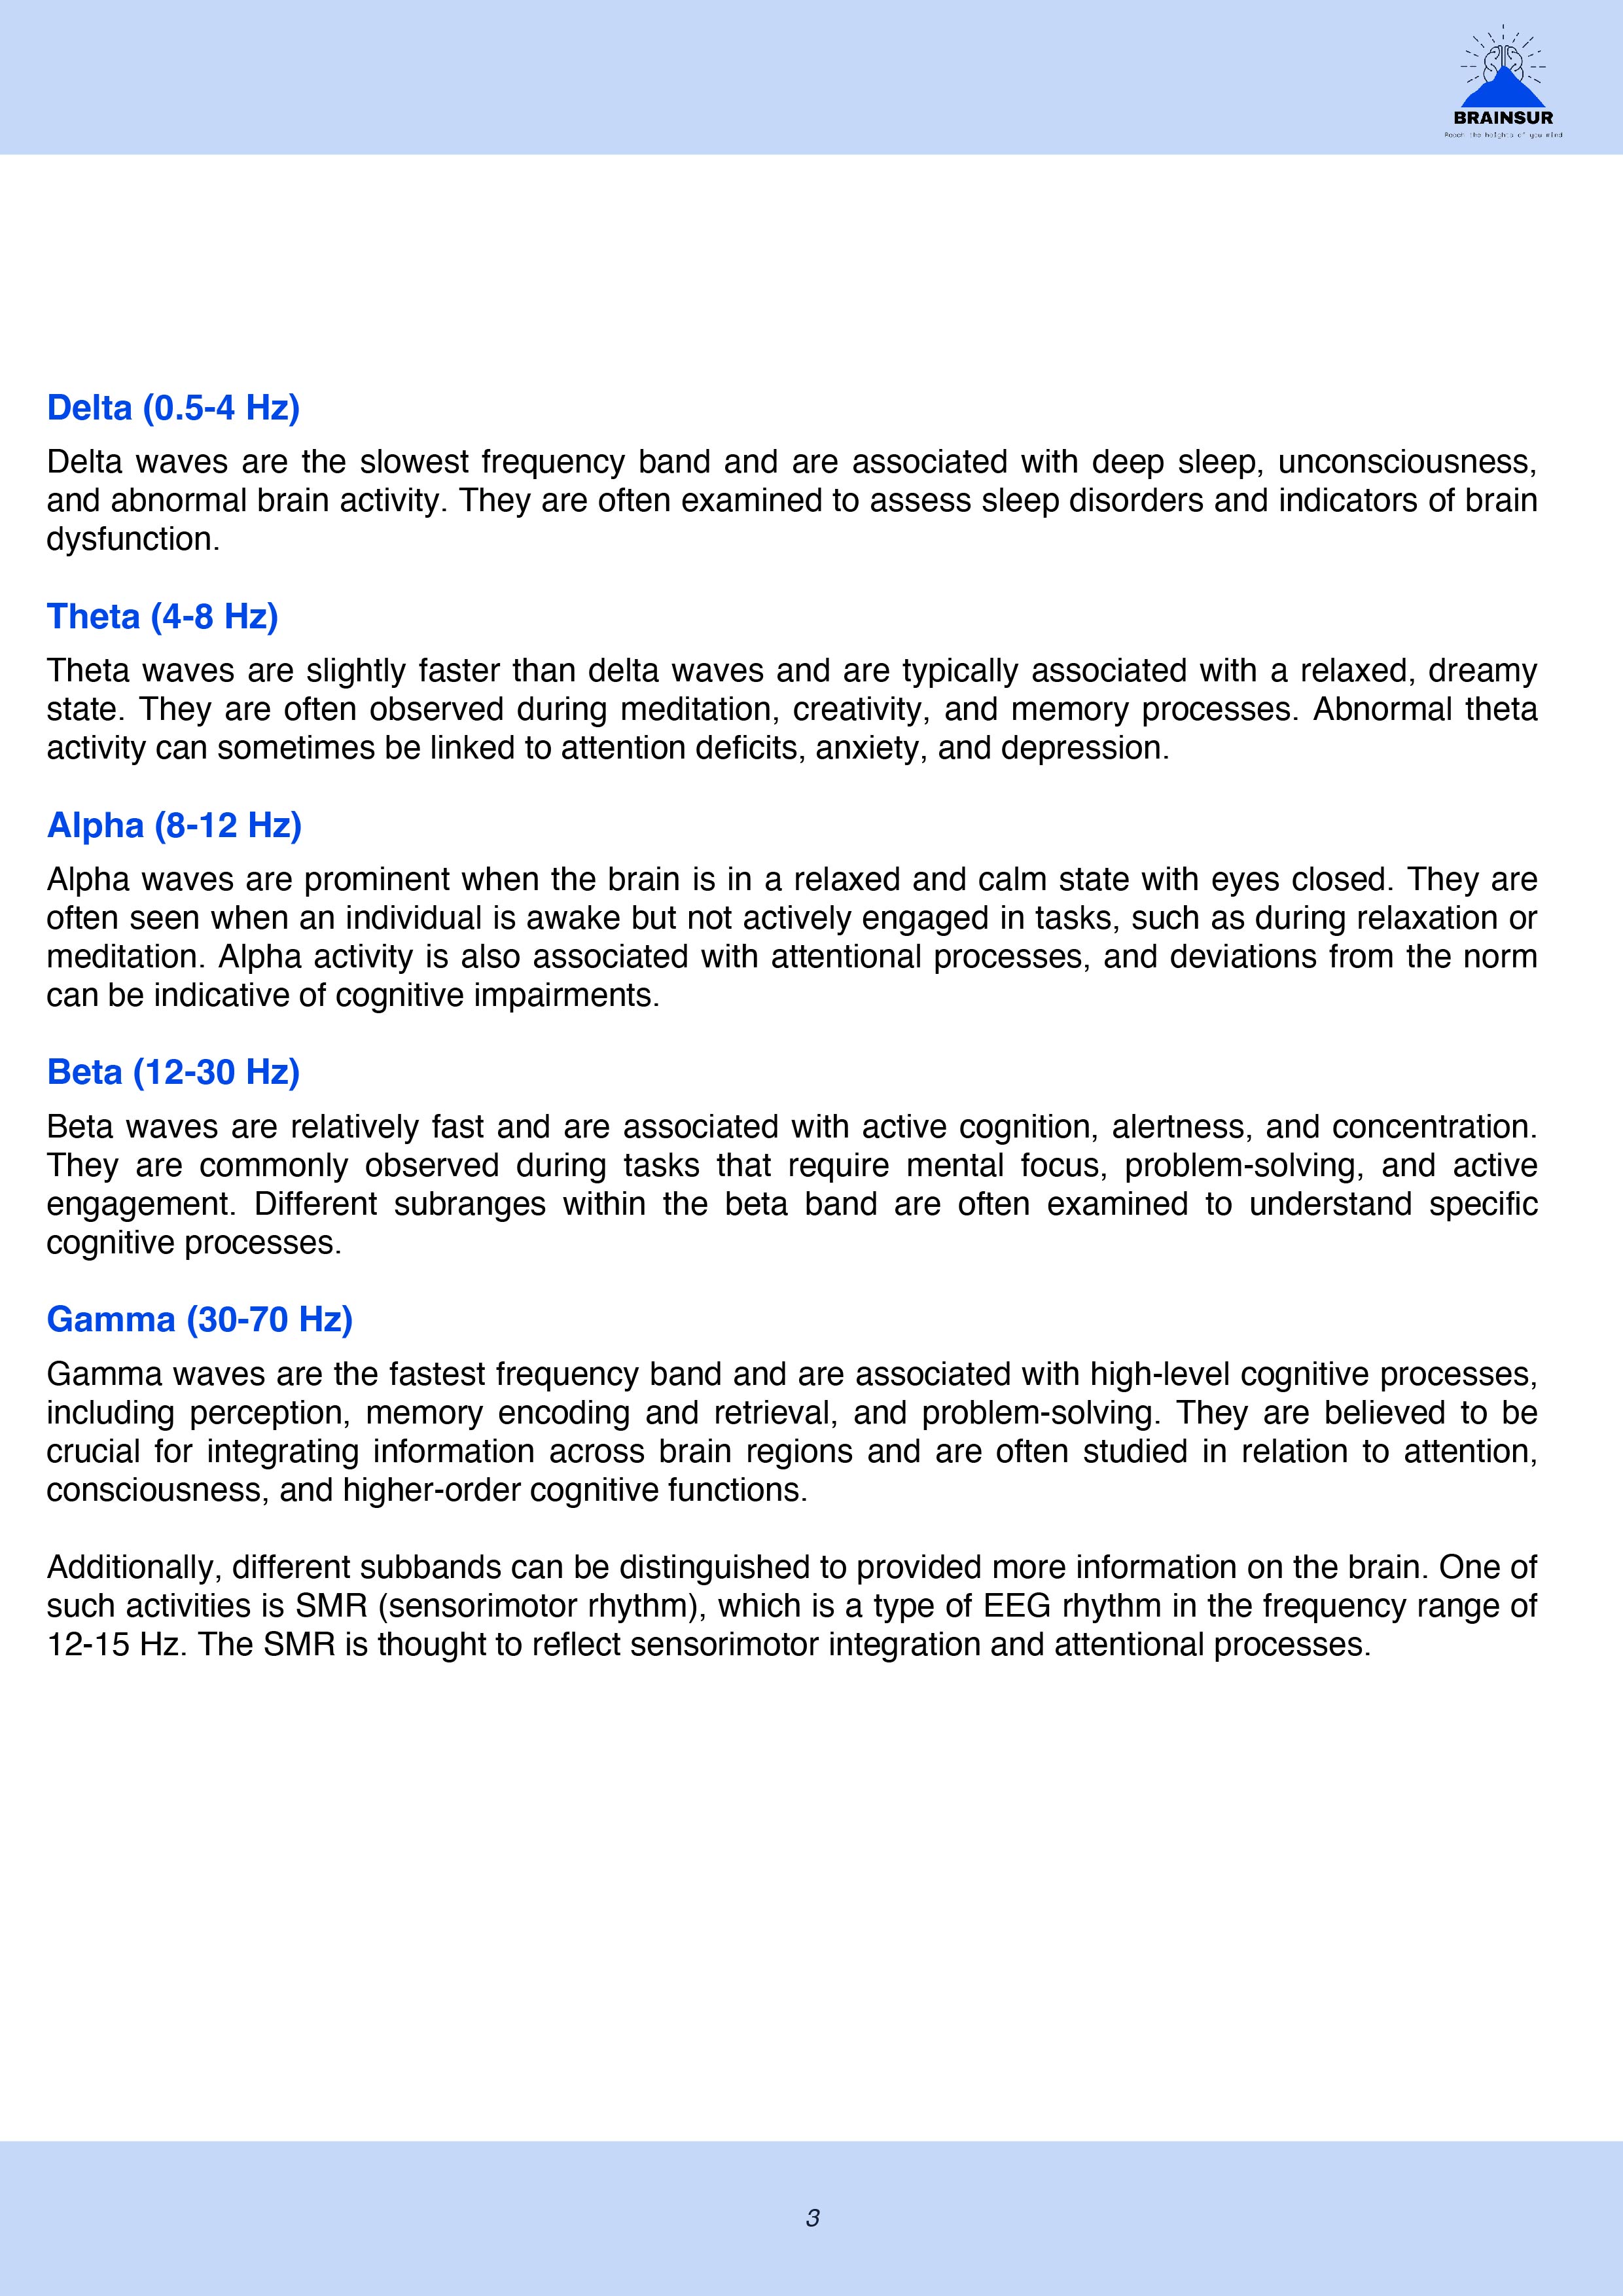 BRAINSUR
Reach the heights of you mind
Delta (0.5-4 Hz)
Delta waves are the slowest frequency band and are associated with deep sleep, unconsciousness,
and abnormal brain activity. They are often examined to assess sleep disorders and indicators of brain
dysfunction.
Theta (4-8 Hz)
Theta waves are slightly faster than delta waves and are typically associated with a relaxed, dreamy
state. They are often observed during meditation, creativity, and memory processes. Abnormal theta
activity can sometimes be linked to attention deficits, anxiety, and depression.
Alpha (8-12 Hz)
Alpha waves are prominent when the brain is in a relaxed and calm state with eyes closed. They are
often seen when an individual is awake but not actively engaged in tasks, such as during relaxation or
meditation. Alpha activity is also associated with attentional processes, and deviations from the norm
can be indicative of cognitive impairments.
Beta (12-30 Hz)
Beta waves are relatively fast and are associated with active cognition, alertness, and concentration.
They are commonly observed during tasks that require mental focus, problem-solving, and active
engagement. Different subranges within the beta band are often examined to understand specific
cognitive processes.
Gamma (30-70 Hz)
Gamma waves are the fastest frequency band and are associated with high-level cognitive processes,
including perception, memory encoding and retrieval, and problem-solving. They are believed to be
crucial for integrating information across brain regions and are often studied in relation to attention,
consciousness, and higher-order cognitive functions.
Additionally, different subbands can be distinguished to provided more information on the brain. One of
such activities is SMR (sensorimotor rhythm), which is a type of EEG rhythm in the frequency range of
12-15 Hz. The SMR is thought to reflect sensorimotor integration and attentional processes.
3